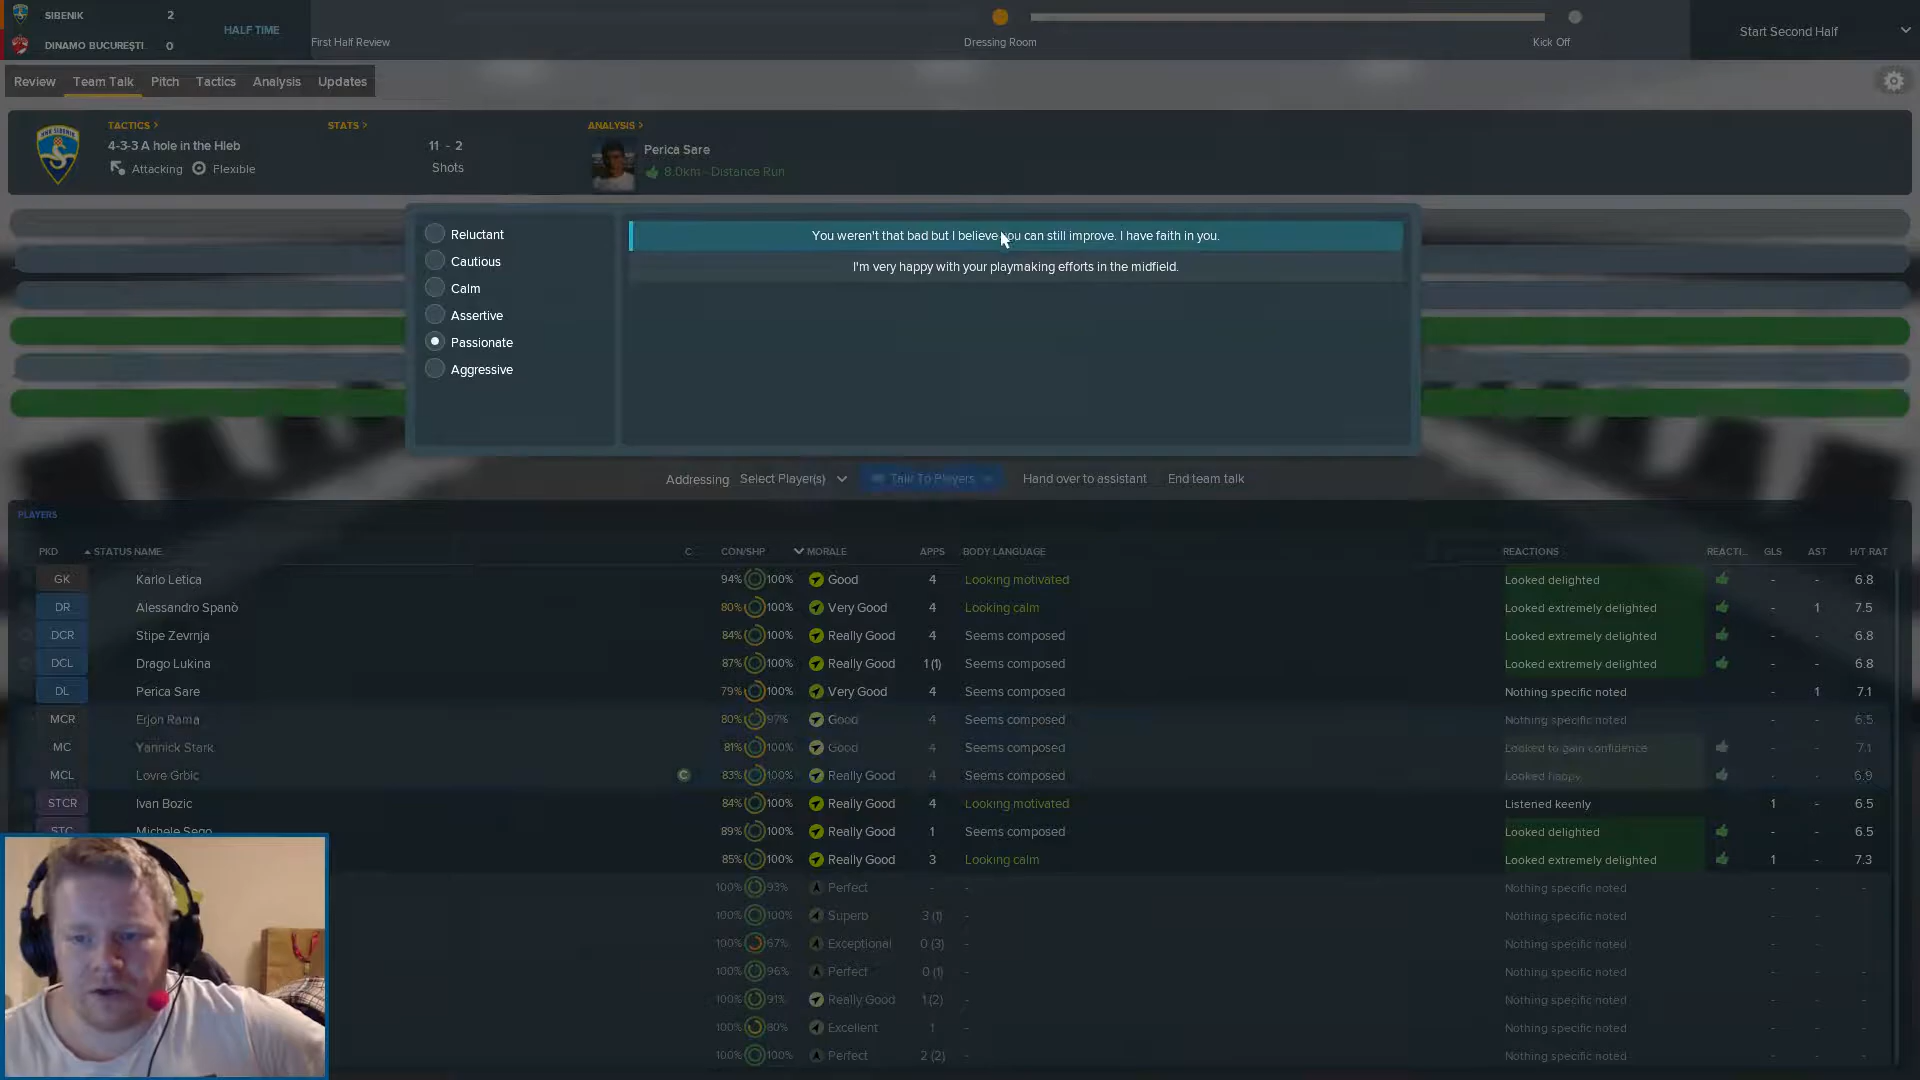 SIBENIK 2
DINAMO BUCUREȘTI 0
HALF TIME
First Half Review
Dressing Room
Kick Off
Start Second Half
Review Team Talk Pitch Tactics Analysis Updates
TACTICS >
4-3-3 A hole in the Hleb
Attacking Flexible
STATS >
11 - 2
Shots
ANALYSIS >
Perica Sare
8.0km - Distance Run
Reluctant
Cautious
Calm
Assertive
Passionate
Aggressive
You weren't that bad but I believe you can still improve. I have faith in you.
I'm very happy with your playmaking efforts in the midfield.
Addressing Select Player(s) Talk To Players Hand over to assistant End team talk
PLAYERS
PKD STATUS NAME C... CON/SHP MORALE APPS BODY LANGUAGE REACTIONS REACTI... GLS AST H/T RAT
GK Karlo Letica 94% 100% Good 4 Looking motivated Looked delighted - - 6.8
DR Alessandro Spanò 80% 100% Very Good 4 Looking calm Looked extremely delighted - 1 7.5
DCR Stipe Zevrnja 84% 100% Really Good 4 Seems composed Looked extremely delighted - - 6.8
DCL Drago Lukina 87% 100% Really Good 1 (1) Seems composed Looked extremely delighted - - 6.8
DL Perica Sare 79% 100% Very Good 4 Seems composed Nothing specific noted - 1 7.1
MCR Erjon Rama 80% 97% Good 4 Seems composed Nothing specific noted - - 6.5
MC Yannick Stark 81% 100% Good 4 Seems composed Looked to gain confidence - - 7.1
MCL Lovre Grbic C 83% 100% Really Good 4 Seems composed Looked happy - - 6.9
STCR Ivan Bozic 84% 100% Really Good 4 Looking motivated Listened keenly 1 - 6.5
STC Michele Sego 89% 100% Really Good 1 Seems composed Looked delighted - - 6.5
85% 100% Really Good 3 Looking calm Looked extremely delighted 1 - 7.3
100% 93% Perfect - - Nothing specific noted - - -
100% 100% Superb 3 (1) - Nothing specific noted - - -
100% 67% Exceptional 0 (3) - Nothing specific noted - - -
100% 96% Perfect 0 (1) - Nothing specific noted - - -
100% 91% Really Good 1 (2) - Nothing specific noted - - -
100% 80% Excellent 1 - Nothing specific noted - - -
100% 100% Perfect 2 (2) - Nothing specific noted - - -